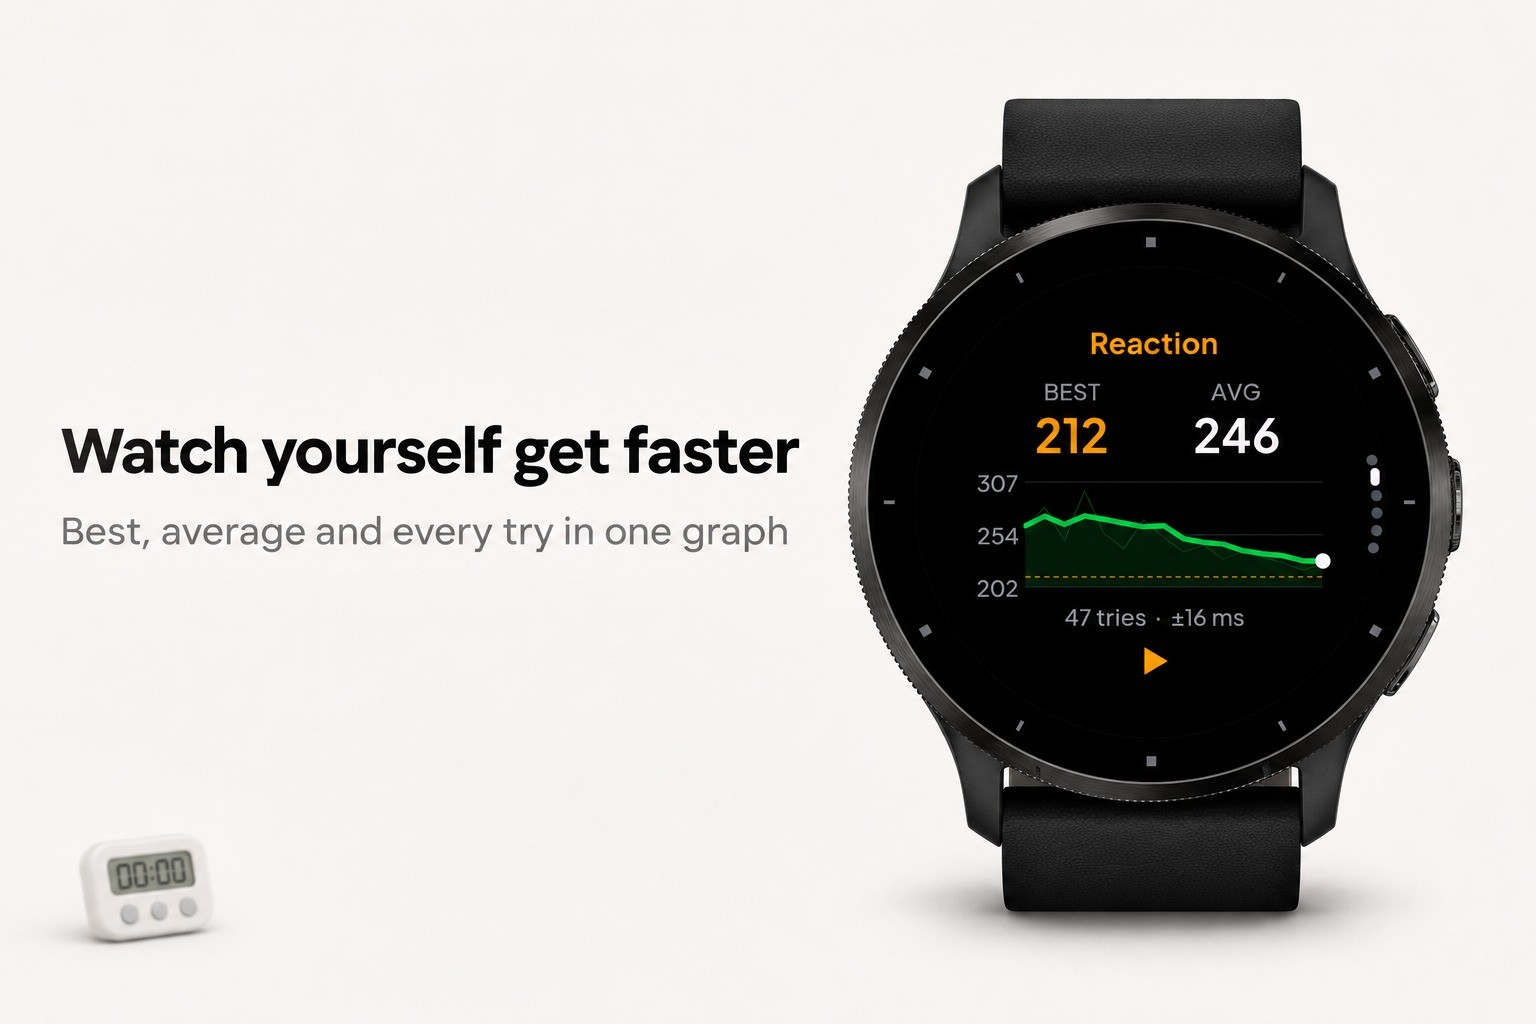 Watch yourself get faster
Best, average and every try in one graph
Reaction
BEST AVG
212 246
307
254
202
47 tries · ±16 ms
00:00